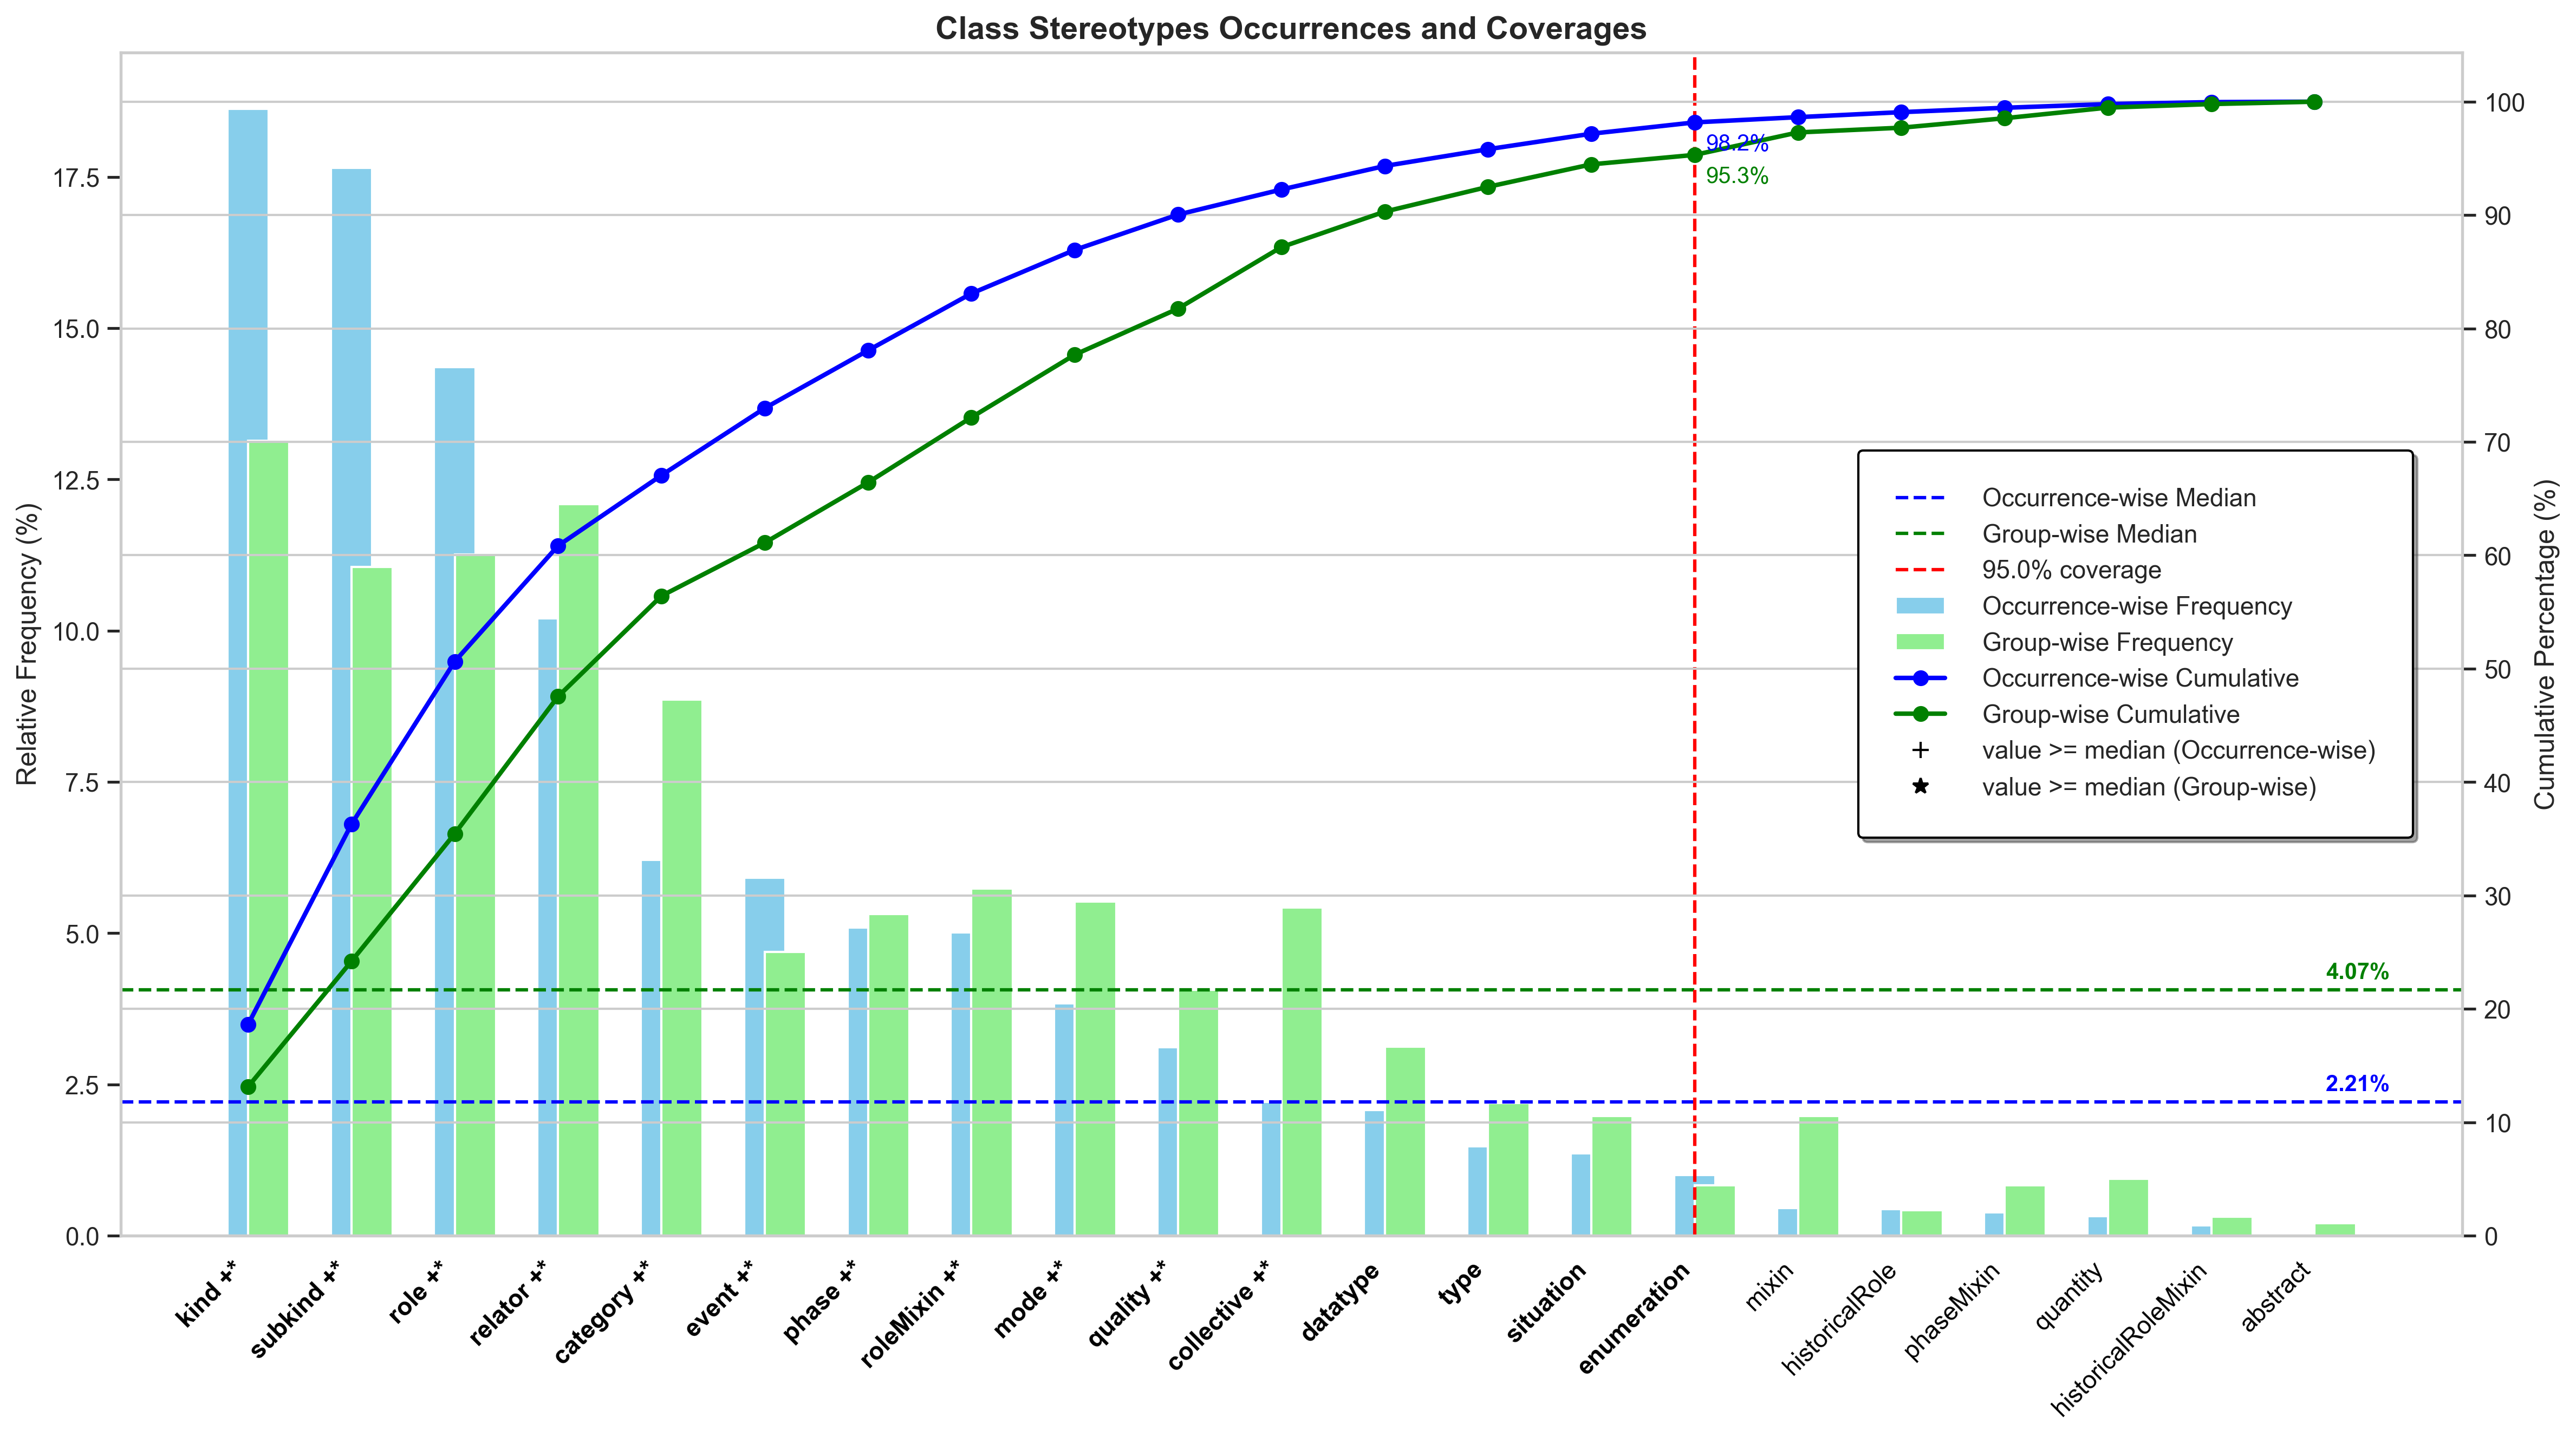 Class Stereotypes Occurrences and Coverages
Relative Frequency (%)
17.5
15.0
12.5
10.0
7.5
5.0
2.5
0.0
100
90
80
70
60
50
40
30
20
10
0
Cumulative Percentage (%)
98.2%
95.3%
Occurrence-wise Median
Group-wise Median
95.0% coverage
Occurrence-wise Frequency
Group-wise Frequency
Occurrence-wise Cumulative
Group-wise Cumulative
value >= median (Occurrence-wise)
value >= median (Group-wise)
4.07%
2.21%
kind +*
subkind +*
role +*
relator +*
category +*
event +*
phase +*
roleMixin +*
mode +*
quality +*
collective +*
datatype
type
situation
enumeration
mixin
historicalRole
phaseMixin
quantity
historicalRoleMixin
abstract